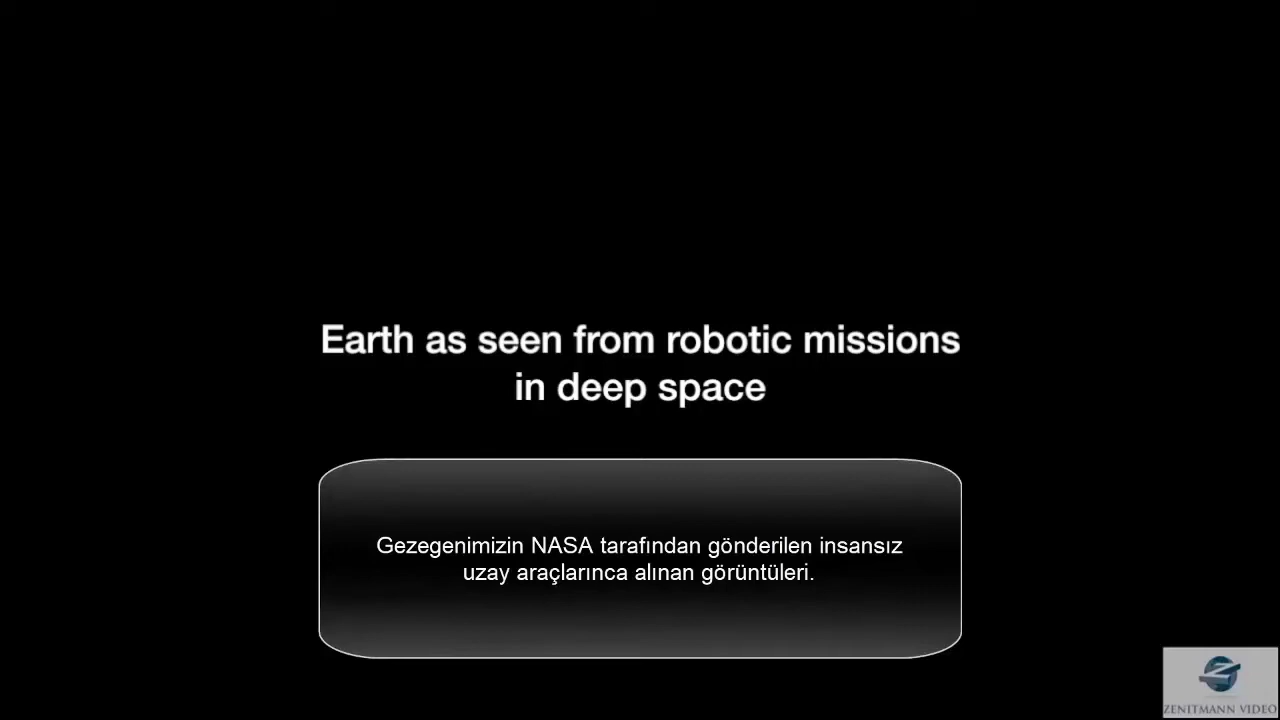 Earth as seen from robotic missions
in deep space
Gezegenimizin NASA tarafından gönderilen insansız
uzay araçlarınca alınan görüntüleri.
Z
ZENITMANN VIDEO